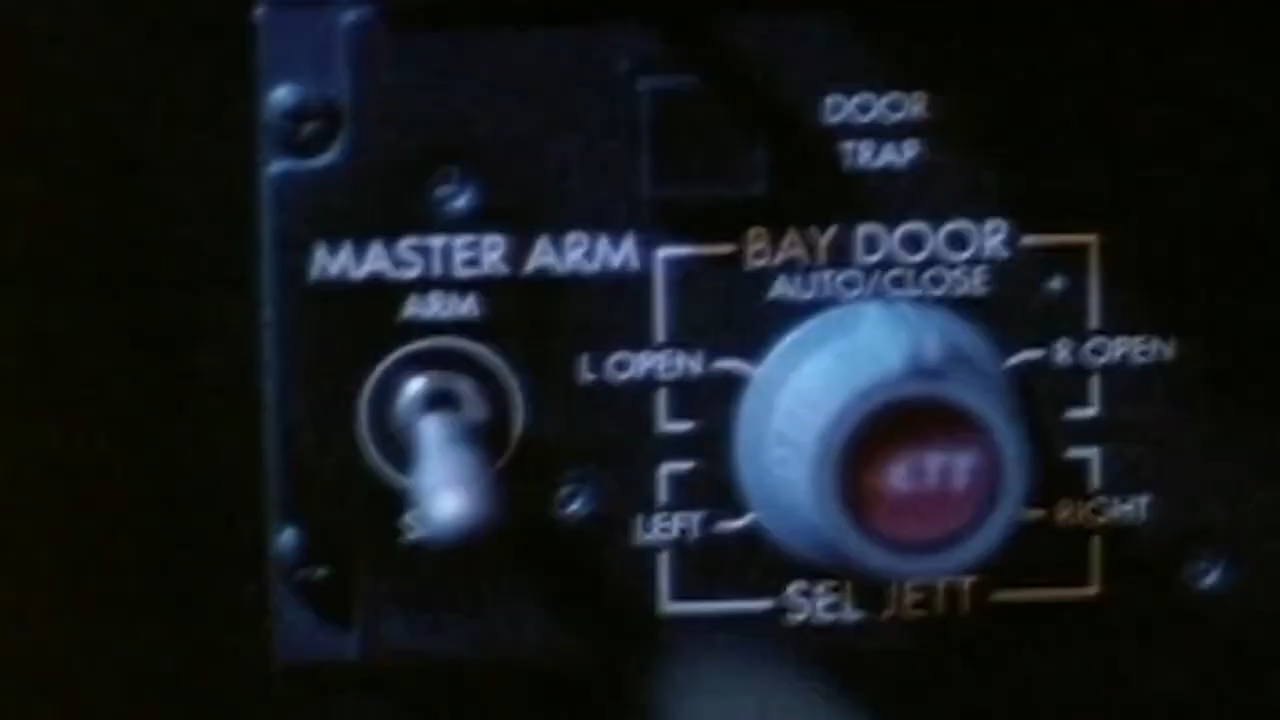 DOOR
TRAP
MASTER ARM
BAY DOOR
ARM
AUTO/CLOSE
L OPEN
R OPEN
LEFT
RIGHT
SEL JETT